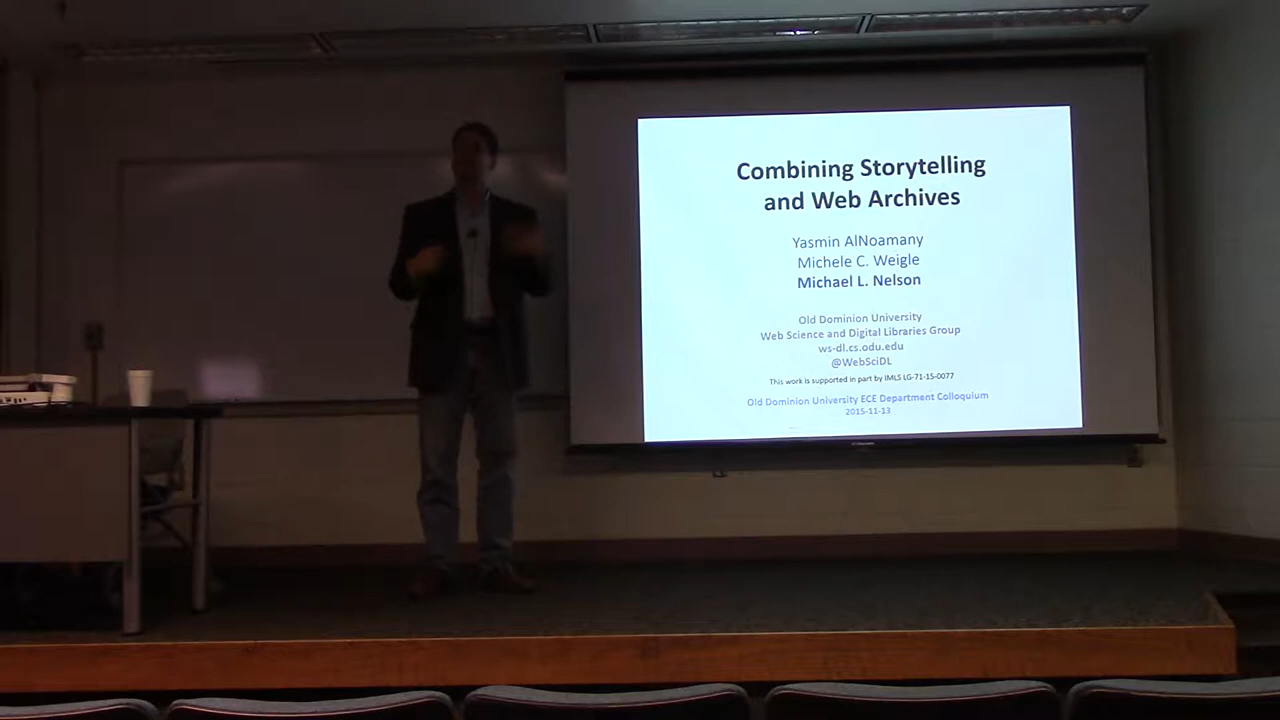 Combining Storytelling
and Web Archives
Yasmin AlNoamany
Michele C. Weigle
Michael L. Nelson
Old Dominion University
Web Science and Digital Libraries Group
ws-dl.cs.odu.edu
@WebSciDL
This work is supported in part by IMLS LG-71-15-0077
Old Dominion University ECE Department Colloquium
2015-11-13